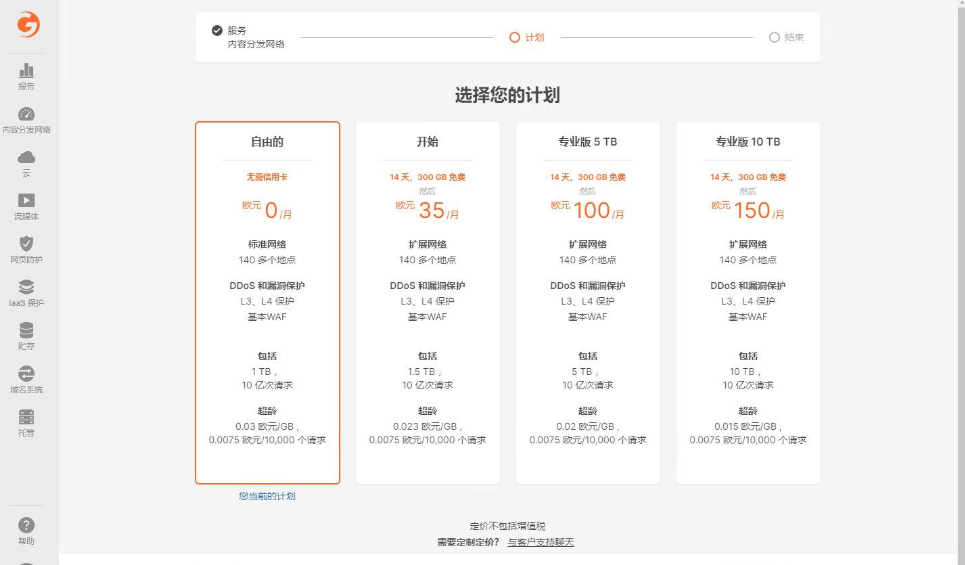 服务
内容分发网络
计划
结束
报告
内容分发网络
云
流媒体
网页防护
IaaS 保护
贮存
域名系统
托管
帮助
选择您的计划
自由的
无需信用卡
欧元 0/月
标准网络
140 多个地点
DDoS 和漏洞保护
L3、L4 保护
基本WAF
包括
1 TB，
10 亿次请求
超龄
0.03 欧元/GB，
0.0075 欧元/10,000 个请求
您当前的计划
开始
14 天，300 GB 免费
然后
欧元 35/月
扩展网络
140 多个地点
DDoS 和漏洞保护
L3、L4 保护
基本WAF
包括
1.5 TB，
10 亿次请求
超龄
0.023 欧元/GB，
0.0075 欧元/10,000 个请求
专业版 5 TB
14 天，300 GB 免费
然后
欧元 100/月
扩展网络
140 多个地点
DDoS 和漏洞保护
L3、L4 保护
基本WAF
包括
5 TB，
10 亿次请求
超龄
0.02 欧元/GB，
0.0075 欧元/10,000 个请求
专业版 10 TB
14 天，300 GB 免费
然后
欧元 150/月
扩展网络
140 多个地点
DDoS 和漏洞保护
L3、L4 保护
基本WAF
包括
10 TB，
10 亿次请求
超龄
0.015 欧元/GB，
0.0075 欧元/10,000 个请求
定价不包括增值税
需要定制定价？ 与客户支持聊天